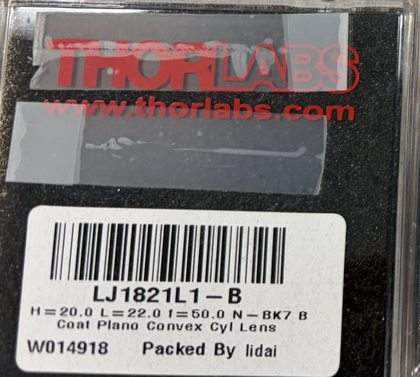 THORLABS
www.thorlabs.com
LJ1821L1-B
H=20.0 L=22.0 f=50.0 N-BK7 B
Coat Plano Convex Cyl Lens
W014918 Packed By lidai